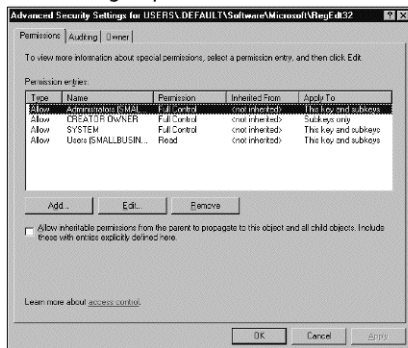 Advanced Security Settings for USERS\.DEFAULT\Software\Microsoft\RegEdt32
Permissions Auditing Owner
To view more information about special permissions, select a permission entry, and then click Edit.
Permission entries:
Type Name Permission Inherited From Apply To
Allow Administrators (SMAL... Full Control <not inherited> This key and subkeys
Allow CREATOR OWNER Full Control <not inherited> Subkeys only
Allow SYSTEM Full Control <not inherited> This key and subkeys
Allow Users (SMALLBUSIN... Read <not inherited> This key and subkeys
Add... Edit... Remove
Allow inheritable permissions from the parent to propagate to this object and all child objects. Include
these with entries explicitly defined here.
Learn more about access control.
OK Cancel Apply